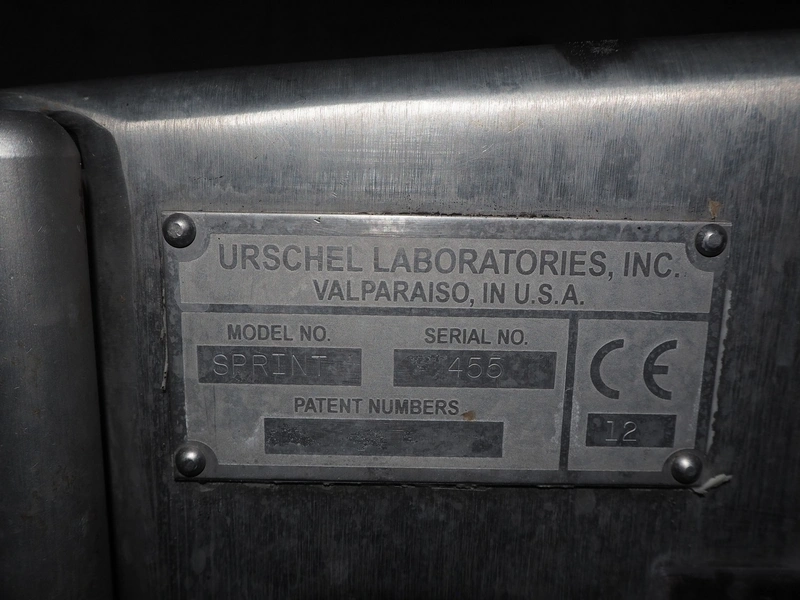 URSCHEL LABORATORIES, INC.
VALPARAISO, IN U.S.A.
MODEL NO. SERIAL NO.
SPRINT 455
PATENT NUMBERS
CE
12